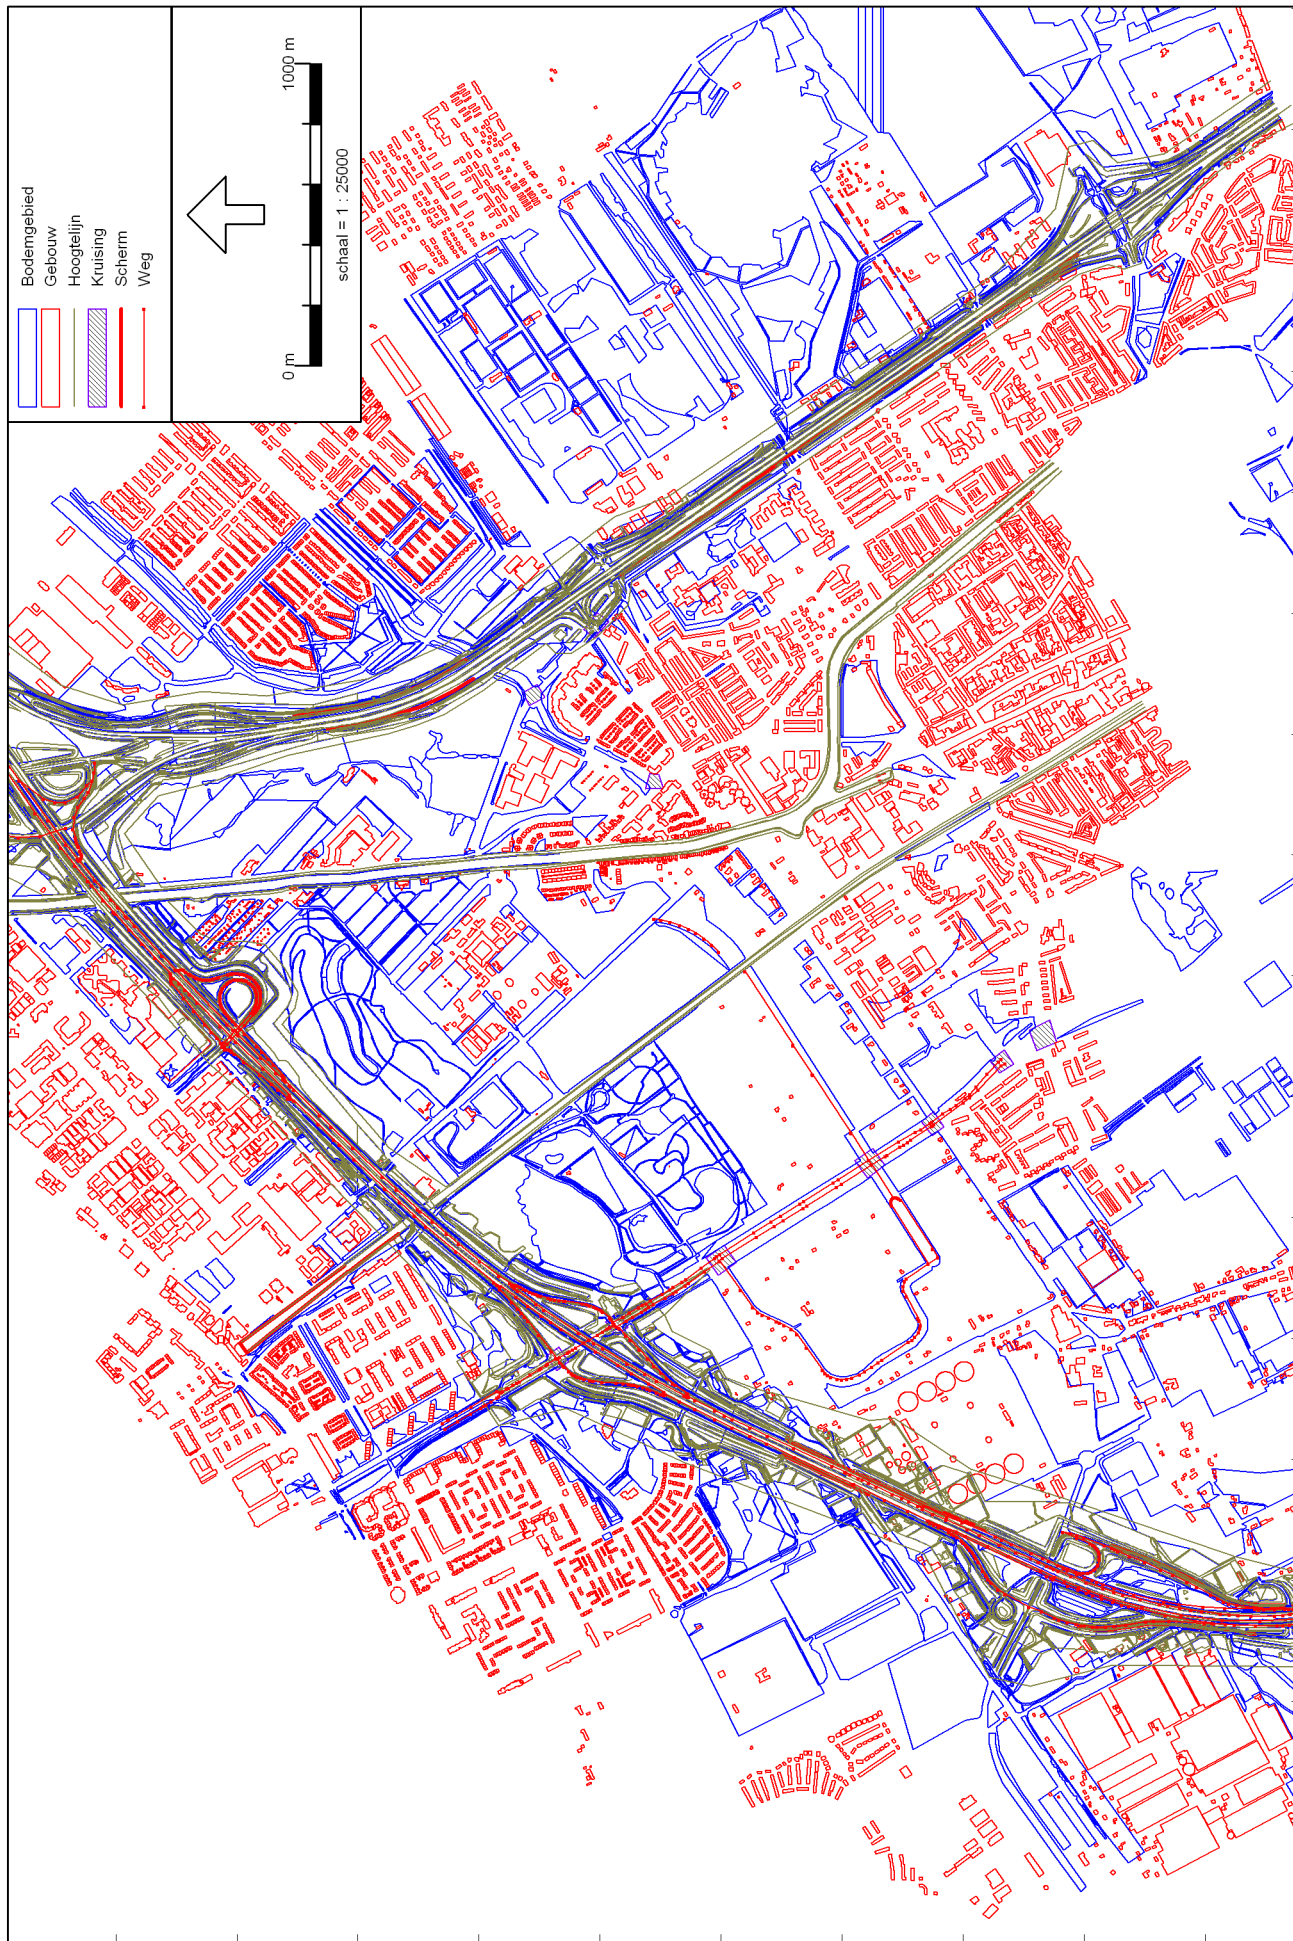 Bodemgebied
Gebouw
Hoogtelijn
Kruising
Scherm
Weg
0 m
1000 m
schaal = 1 : 25000